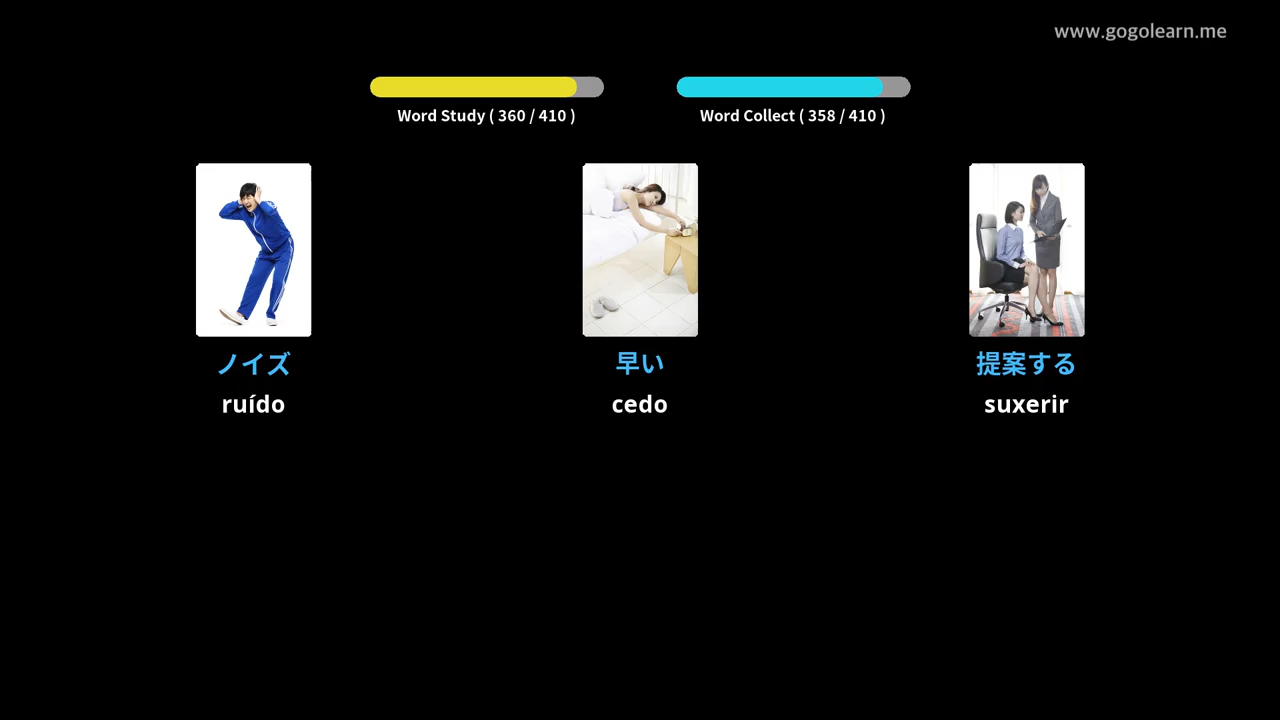 www.gogolearn.me
Word Study ( 360 / 410 )
Word Collect ( 358 / 410 )
ノイズ
ruído
早い
cedo
提案する
suxerir